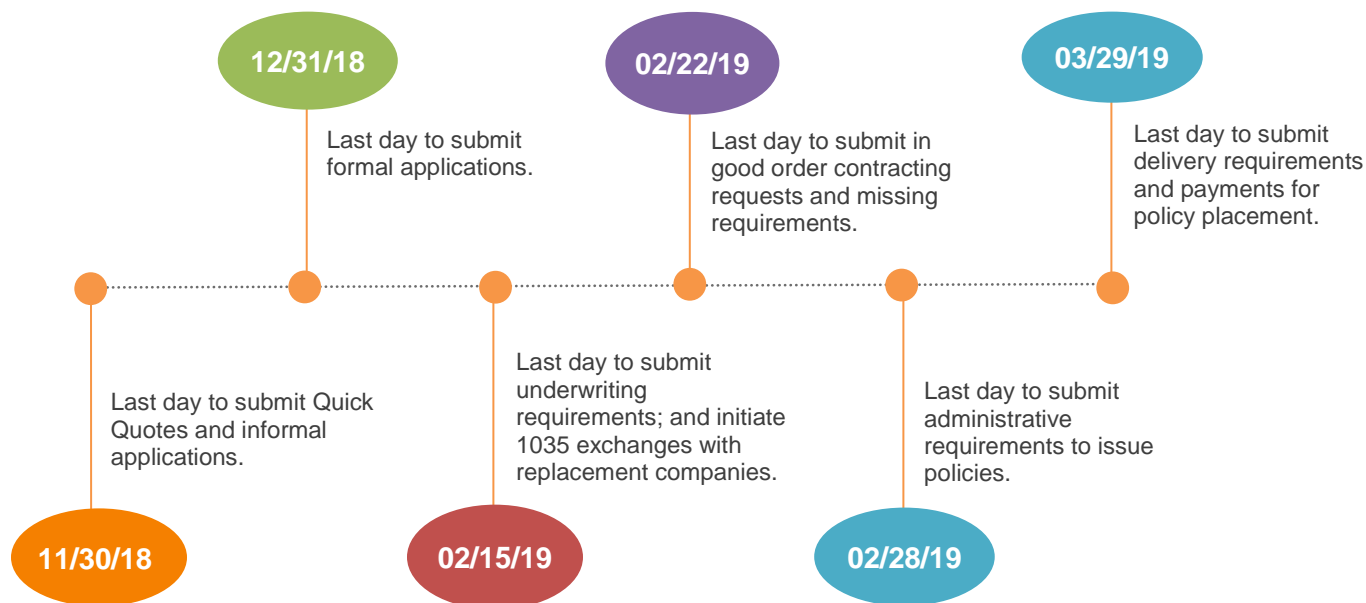 12/31/18
Last day to submit
formal applications.
02/22/19
Last day to submit in
good order contracting
requests and missing
requirements.
03/29/19
Last day to submit
delivery requirements
and payments for
policy placement.
Last day to submit Quick
Quotes and informal
applications.
11/30/18
Last day to submit
underwriting
requirements; and initiate
1035 exchanges with
replacement companies.
02/15/19
Last day to submit
administrative
requirements to issue
policies.
02/28/19